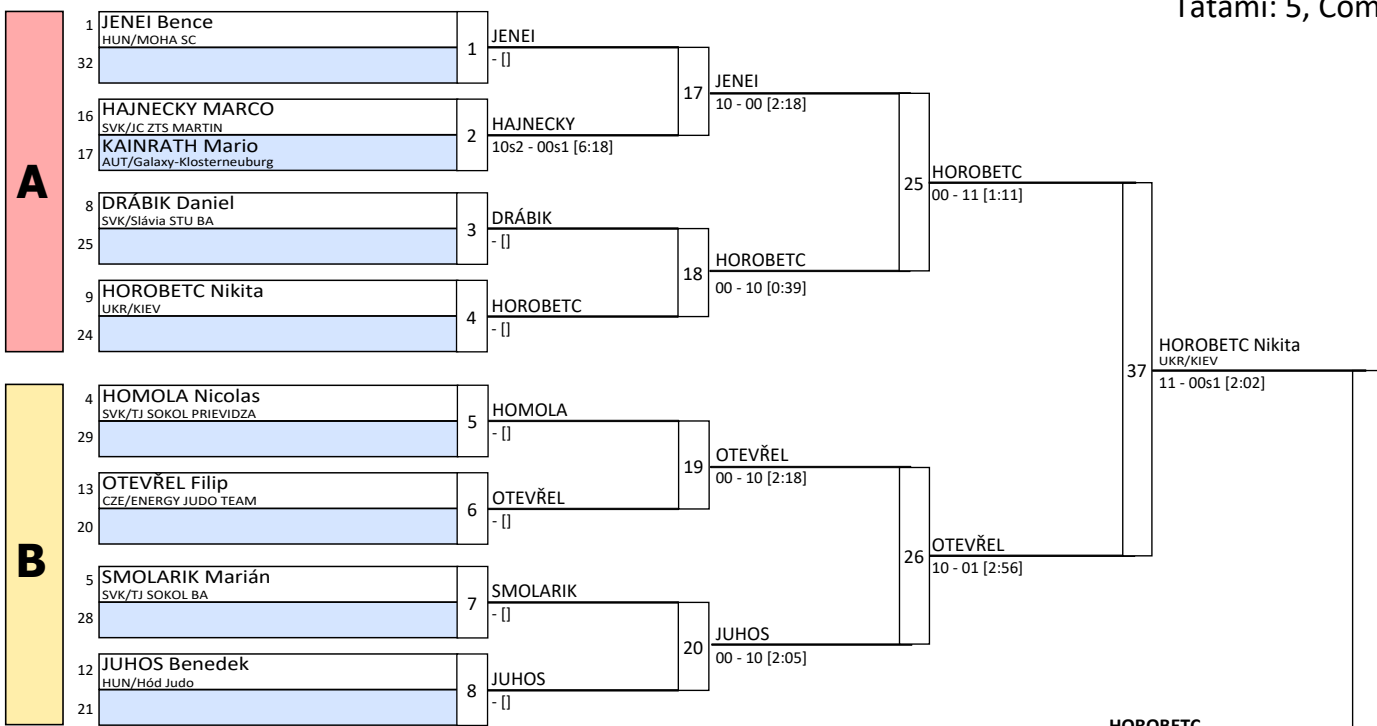 Tatami: 5, Com
A
1 JENEI Bence
HUN/MOHA SC
32
1
JENEI
- []
16 HAJNECKY MARCO
SVK/JC ZTS MARTIN
17 KAINRATH Mario
AUT/Galaxy-Klosterneuburg
2
HAJNECKY
10s2 - 00s1 [6:18]
17
JENEI
10 - 00 [2:18]
8 DRÁBIK Daniel
SVK/Slávia STU BA
25
3
DRÁBIK
- []
9 HOROBETC Nikita
UKR/KIEV
24
4
HOROBETC
- []
18
HOROBETC
00 - 10 [0:39]
25
HOROBETC
00 - 11 [1:11]
B
4 HOMOLA Nicolas
SVK/TJ SOKOL PRIEVIDZA
29
5
HOMOLA
- []
13 OTEVŘEL Filip
CZE/ENERGY JUDO TEAM
20
6
OTEVŘEL
- []
19
OTEVŘEL
00 - 10 [2:18]
5 SMOLARIK Marián
SVK/TJ SOKOL BA
28
7
SMOLARIK
- []
12 JUHOS Benedek
HUN/Hód Judo
21
8
JUHOS
- []
20
JUHOS
00 - 10 [2:05]
26
OTEVŘEL
10 - 01 [2:56]
37
HOROBETC Nikita
UKR/KIEV
11 - 00s1 [2:02]
HOROBETC